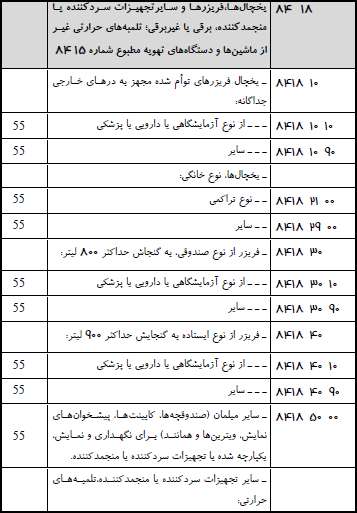 ۸۴ ۱۸ یخچال‌ها،فریزرها و سایرتجهیزات سردکننده یا
منجمدکننده، برقی یا غیربرقی؛ تلمبه‌های حرارتی غیر
از ماشین‌ها و دستگاه‌های تهویه مطبوع شماره ۸۴۱۵
۸۴۱۸ ۱۰ ـ یخچال فریزرهای توأم شده مجهز به درهای خارجی
جداگانه:
۸۴۱۸ ۱۰ ۱۰ ـ ـ ـ از نوع آزمایشگاهی یا دارویی یا پزشکی 55
۸۴۱۸ ۱۰ ۹۰ ـ ـ ـ سایر 55
ـ یخچال‌ها، نوع خانگی:
۸۴۱۸ ۲۱ ۰۰ ـ ـ نوع تراکمی 55
۸۴۱۸ ۲۹ ۰۰ ـ ـ سایر 55
۸۴۱۸ ۳۰ ـ فریزر از نوع صندوقی، به گنجاش حداکثر ۸۰۰ لیتر:
۸۴۱۸ ۳۰ ۱۰ ـ ـ ـ از نوع آزمایشگاهی یا دارویی یا پزشکی 55
۸۴۱۸ ۳۰ ۹۰ ـ ـ ـ سایر 55
۸۴۱۸ ۴۰ ـ فریزر از نوع ایستاده به گنجایش حداکثر ۹۰۰ لیتر:
۸۴۱۸ ۴۰ ۱۰ ـ ـ ـ از نوع آزمایشگاهی یا دارویی یا پزشکی 55
۸۴۱۸ ۴۰ ۹۰ ـ ـ ـ سایر 55
۸۴۱۸ ۵۰ ۰۰ ـ سایر مبلمان (صندوقچه‌ها، کابینت‌ها، پیشخوان‌های
نمایش، ویترین‌ها و همانند) برای نگهداری و نمایش،
یکپارچه شده با تجهیزات سردکننده یا منجمدکننده. 55
ـ سایر تجهیزات سردکننده یا منجمدکننده،تلمبه‌های
حرارتی: